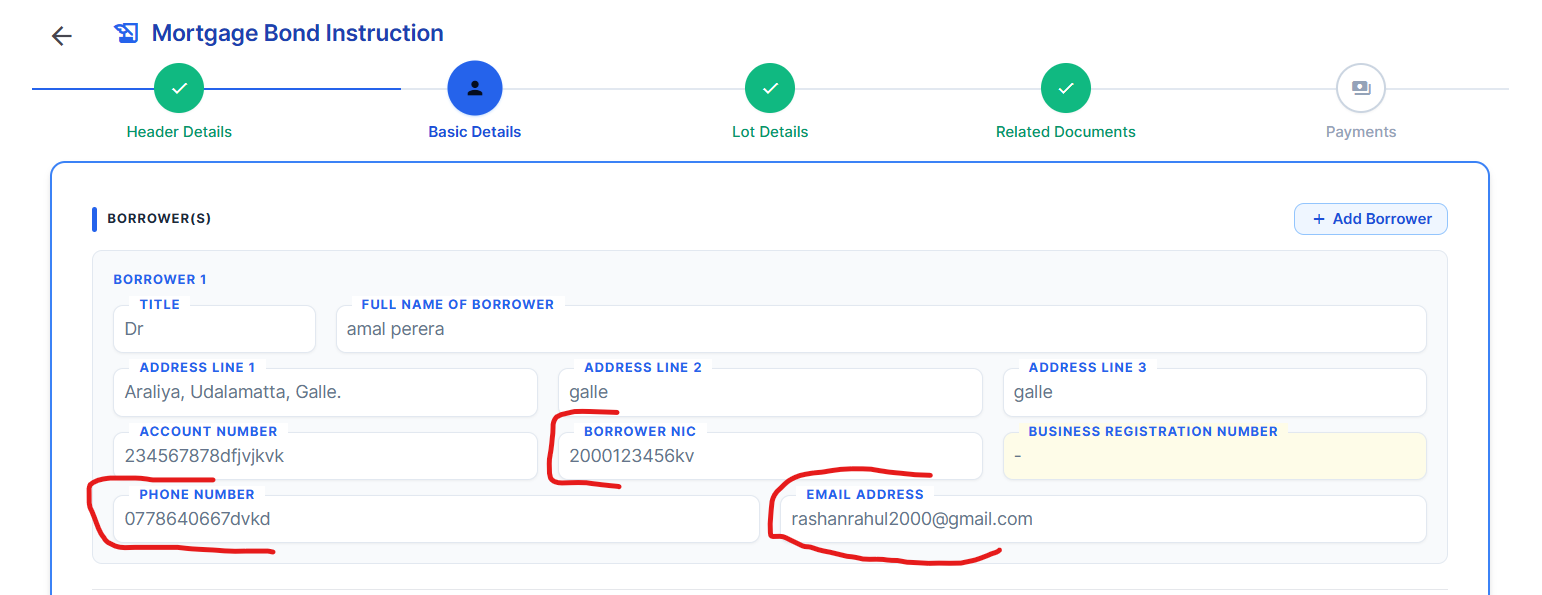 Mortgage Bond Instruction
Header Details
Basic Details
Lot Details
Related Documents
Payments
BORROWER(S)
+ Add Borrower
BORROWER 1
TITLE
Dr
FULL NAME OF BORROWER
amal perera
ADDRESS LINE 1
Araliya, Udalamatta, Galle.
ADDRESS LINE 2
galle
ADDRESS LINE 3
galle
ACCOUNT NUMBER
234567878dfjvjkvk
BORROWER NIC
2000123456kv
BUSINESS REGISTRATION NUMBER
-
PHONE NUMBER
0778640667dvkd
EMAIL ADDRESS
rashanrahul2000@gmail.com